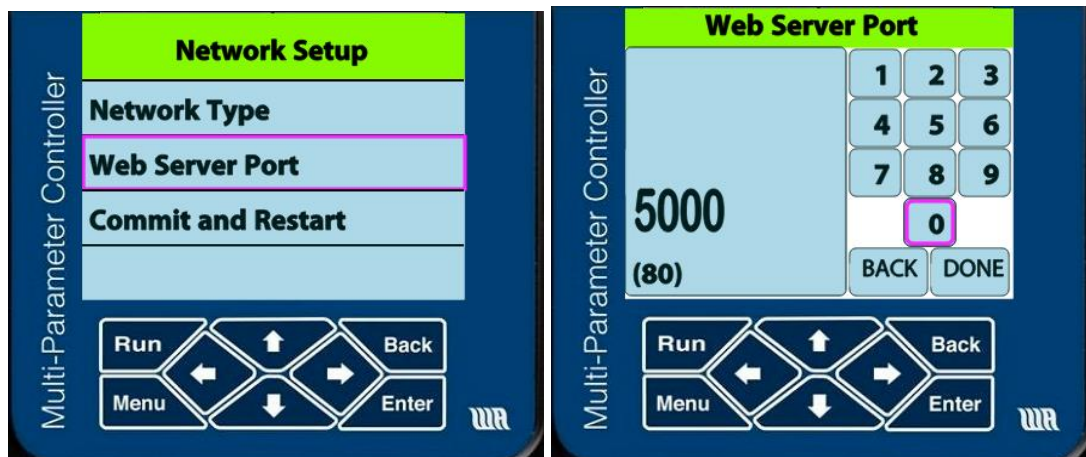 Multi-Parameter Controller
Network Setup
Network Type
Web Server Port
Commit and Restart
Run
Back
Menu
Enter
WA
Multi-Parameter Controller
Web Server Port
1 2 3
4 5 6
5000
7 8 9
0
(80)
BACK DONE
Run
Back
Menu
Enter
WA